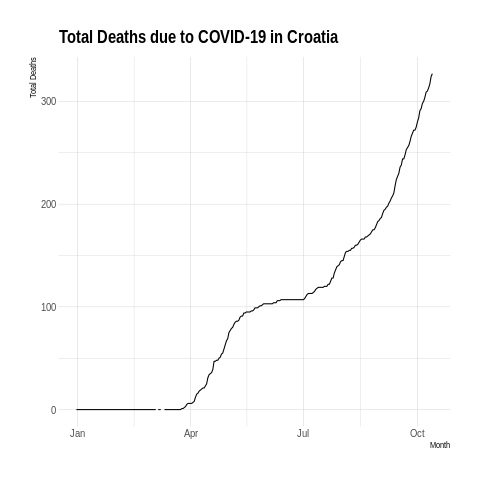 Total Deaths due to COVID-19 in Croatia
Total Deaths
300
200
100
0
Jan Apr Jul Oct
Month